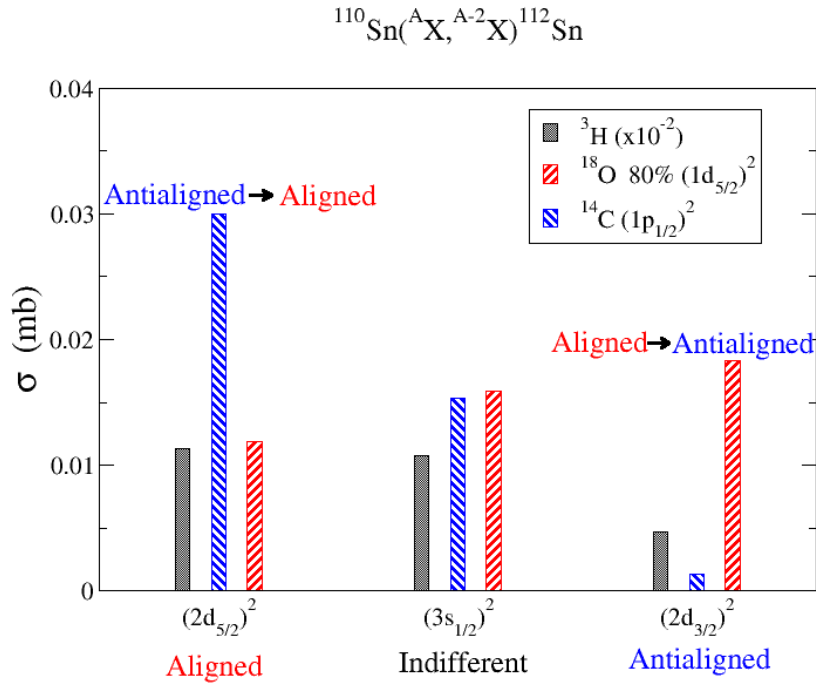 ¹¹⁰Sn(ᴬX,ᴬ⁻²X)¹¹²Sn
0.04
³H (x10⁻²)
¹⁸O 80% (1d₅/₂)²
¹⁴C (1p₁/₂)²
Antialigned → Aligned
0.03
σ (mb)
Aligned → Antialigned
0.02
0.01
0
(2d₅/₂)² (3s₁/₂)² (2d₃/₂)²
Aligned Indifferent Antialigned